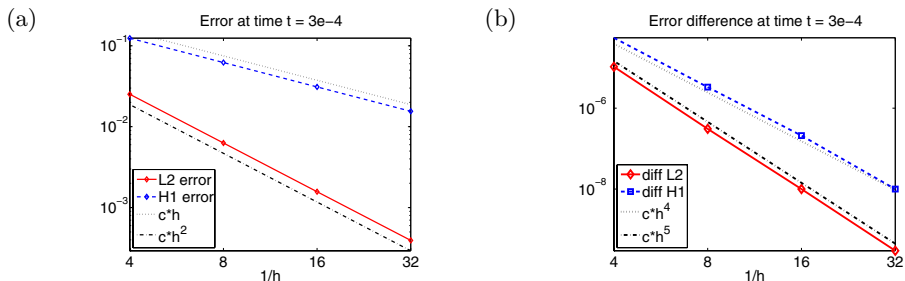 (a)
Error at time t = 3e−4
10^−1
10^−2
10^−3
L2 error
H1 error
c*h
c*h^2
4
8
16
32
1/h
(b)
Error difference at time t = 3e−4
10^−6
10^−8
diff L2
diff H1
c*h^4
c*h^5
4
8
16
32
1/h